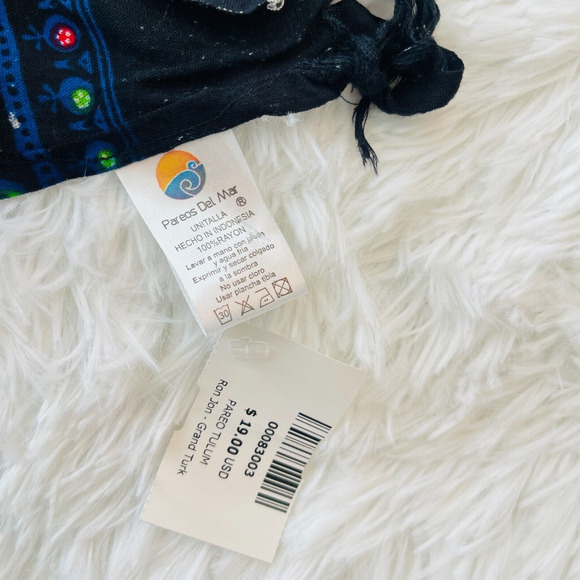 Pareos Del Mar ®
UNITALLA
HECHO IN INDONESIA
100%RAYON
Lavar a mano con jabón
y agua fria
Exprimir y secar colgado
a la sombra
No usar cloro
Usar plancha tibia
30
00083003
$ 19.00 USD
PAREO TULUM
Ron Jon - Grand Turk